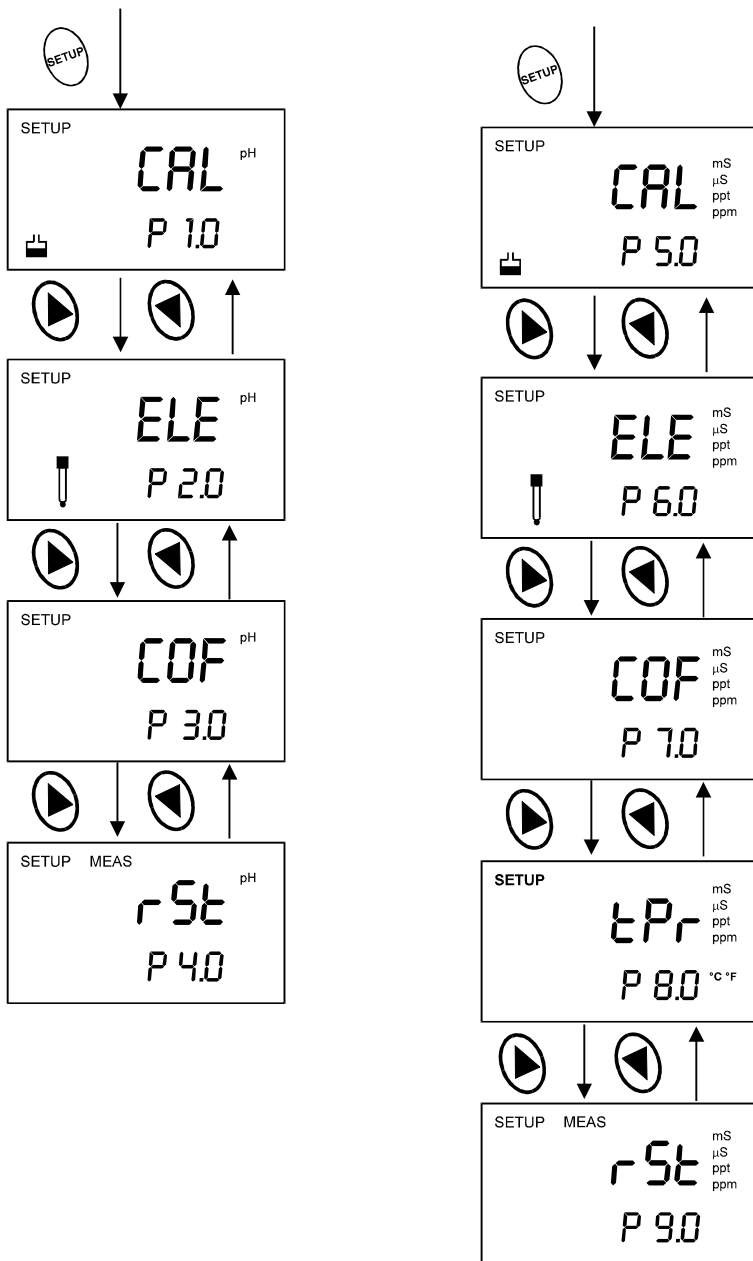 SETUP
SETUP
CAL
pH
P 1.0
SETUP
ELE
pH
P 2.0
SETUP
COF
pH
P 3.0
SETUP MEAS
rSt
pH
P 4.0
SETUP
SETUP
CAL
mS
µS
ppt
ppm
P 5.0
SETUP
ELE
mS
µS
ppt
ppm
P 6.0
SETUP
COF
mS
µS
ppt
ppm
P 7.0
SETUP
tPr
mS
µS
ppt
ppm
P 8.0 °C °F
SETUP MEAS
rSt
mS
µS
ppt
ppm
P 9.0